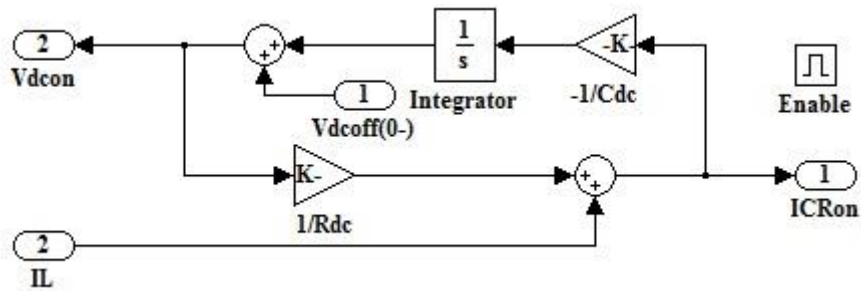 2
Vdcon
+
+
1
s
Integrator
-K-
-1/Cdc
Enable
1
Vdcoff(0-)
K-
1/Rdc
+
+
1
ICRon
2
IL